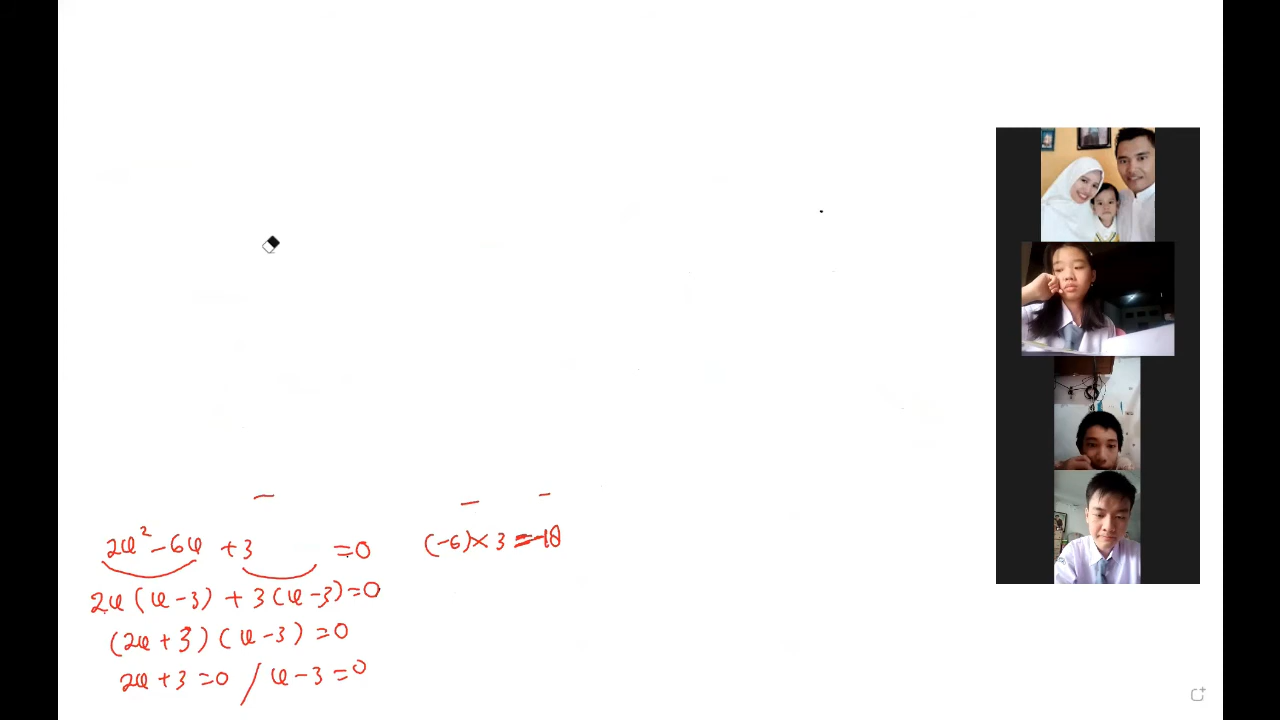 2u² - 6u + 3 = 0 (-6) × 3 = -18
2u (u - 3) + 3 (u - 3) = 0
(2u + 3) (u - 3) = 0
2u + 3 = 0 / u - 3 = 0